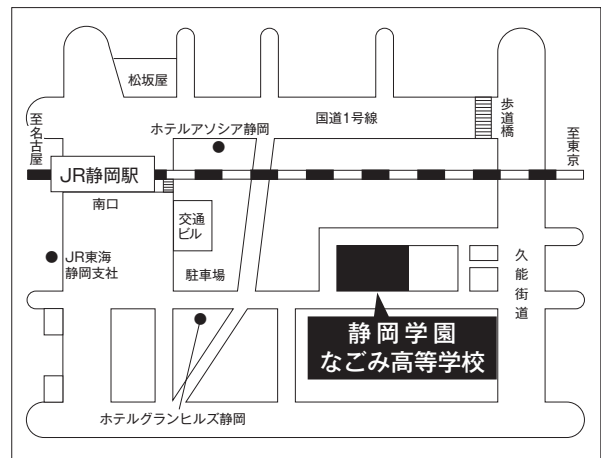 松坂屋
国道1号線
歩道橋
至名古屋
ホテルアソシア静岡
至東京
JR静岡駅
南口
交通
ビル
JR東海
静岡支社
駐車場
久能街道
静岡学園
なごみ高等学校
ホテルグランヒルズ静岡